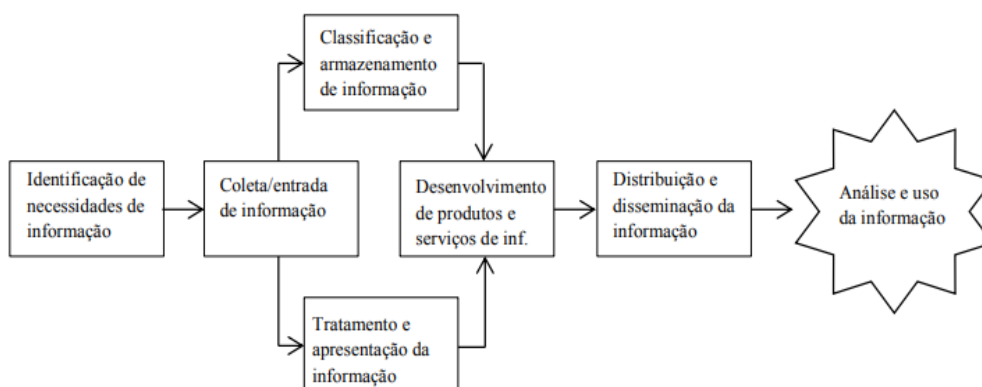 Classificação e
armazenamento
de informação
Identificação de
necessidades de
informação
Coleta/entrada
de informação
Desenvolvimento
de produtos e
serviços de inf.
Distribuição e
disseminação da
informação
Análise e uso
da informação
Tratamento e
apresentação da
informação